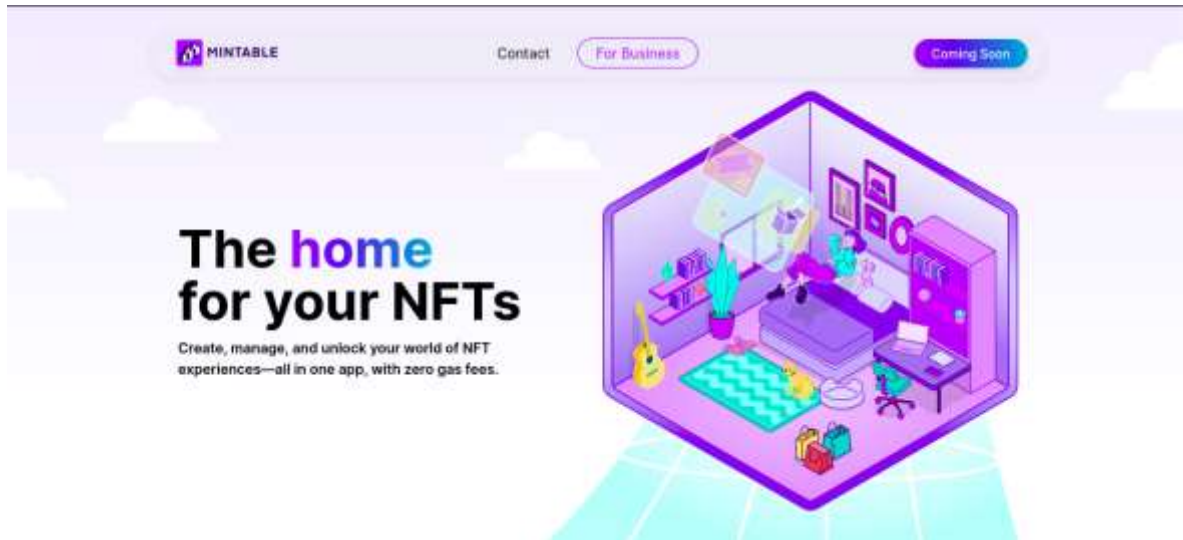 MINTABLE
Contact
For Business
Coming Soon
The home
for your NFTs
Create, manage, and unlock your world of NFT
experiences—all in one app, with zero gas fees.